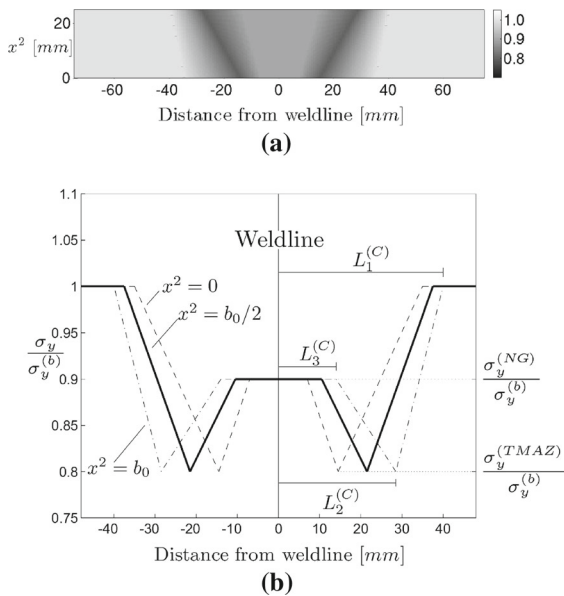 20
x² [mm]
0
-60 -40 -20 0 20 40 60
1.0
0.9
0.8
Distance from weldline [mm]
(a)
1.1
1.05
1
0.95
0.9
0.85
0.8
0.75
σ_y / σ_y^(b)
Weldline
L_1^(C)
x² = 0
x² = b₀/2
L_3^(C)
σ_y^(NG) / σ_y^(b)
x² = b₀
σ_y^(TMAZ) / σ_y^(b)
L_2^(C)
-40 -30 -20 -10 0 10 20 30 40
Distance from weldline [mm]
(b)